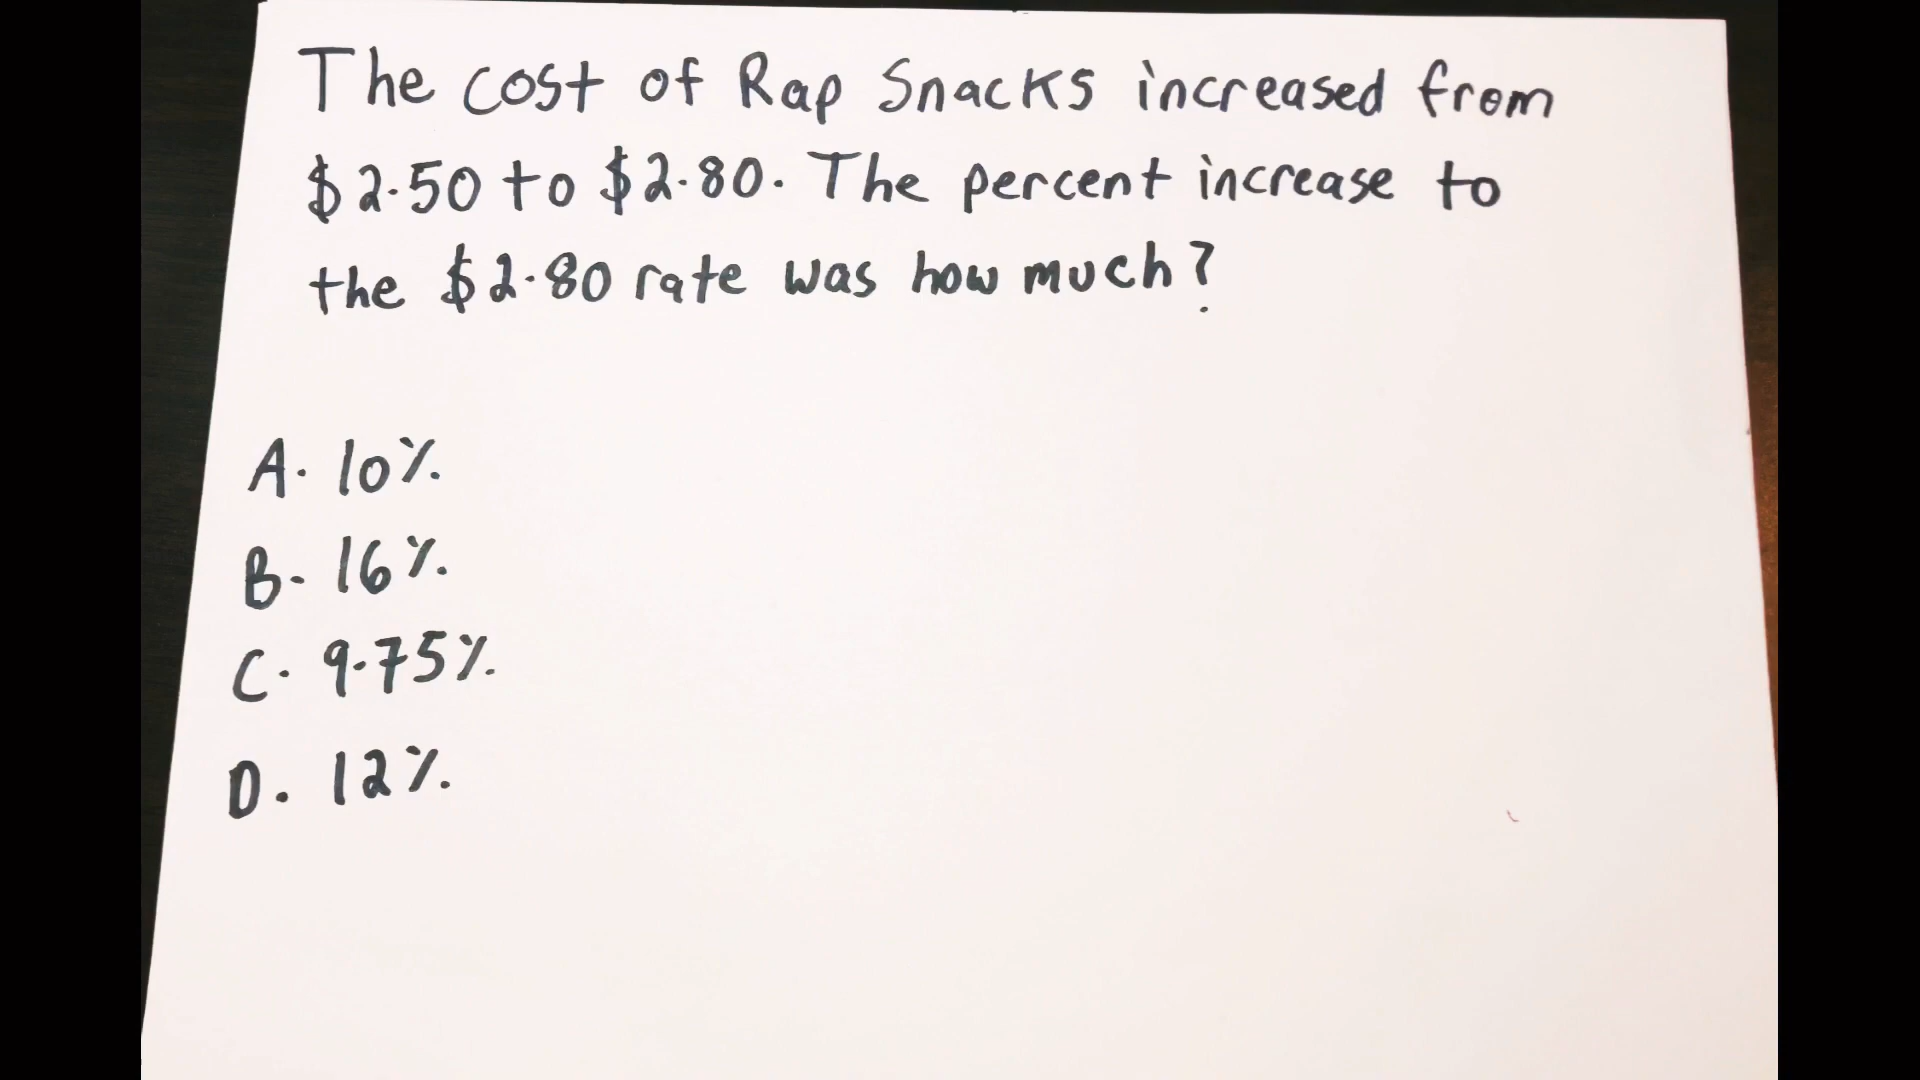 The cost of Rap Snacks increased from
$2.50 to $2.80. The percent increase to
the $2.80 rate was how much?
A. 10%
B. 16%
C. 9.75%
D. 12%